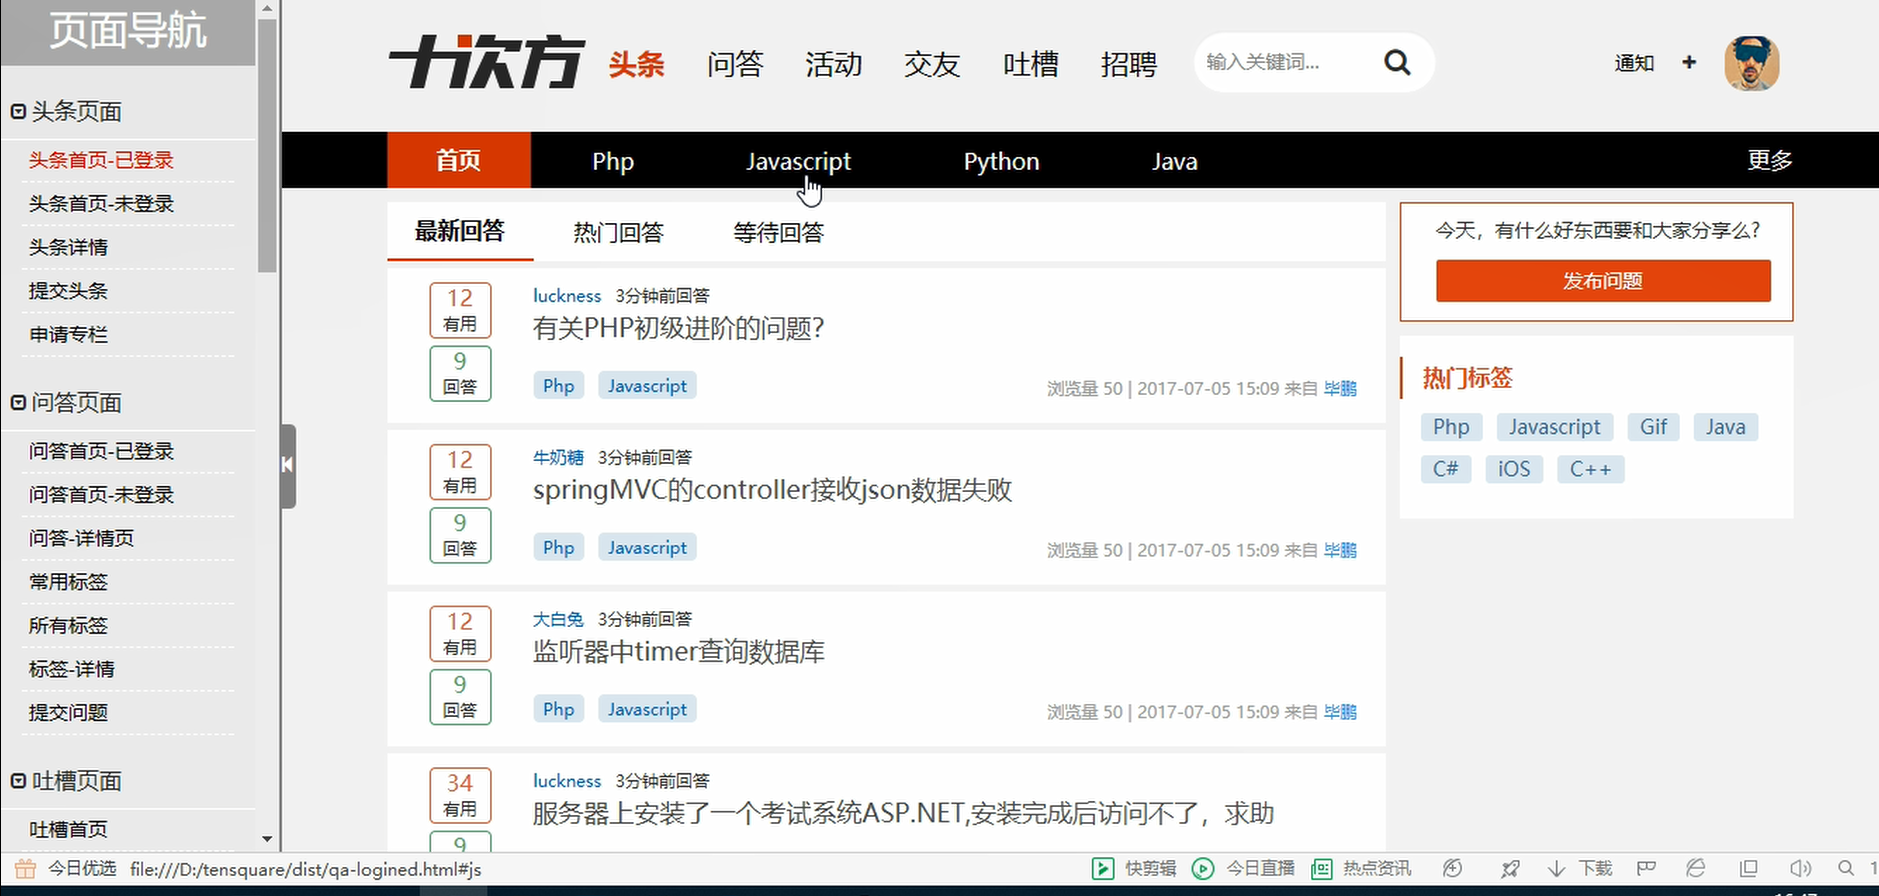 页面导航
头条页面
头条首页-已登录
头条首页-未登录
头条详情
提交头条
申请专栏
问答页面
问答首页-已登录
问答首页-未登录
问答-详情页
常用标签
所有标签
标签-详情
提交问题
吐槽页面
吐槽首页
十次方 头条 问答 活动 交友 吐槽 招聘 输入关键词... 通知 +
首页 Php Javascript Python Java 更多
最新回答 热门回答 等待回答
12
有用
9
回答
luckness 3分钟前回答
有关PHP初级进阶的问题?
Php Javascript
浏览量 50 | 2017-07-05 15:09 来自 毕鹏
12
有用
9
回答
牛奶糖 3分钟前回答
springMVC的controller接收json数据失败
Php Javascript
浏览量 50 | 2017-07-05 15:09 来自 毕鹏
12
有用
9
回答
大白兔 3分钟前回答
监听器中timer查询数据库
Php Javascript
浏览量 50 | 2017-07-05 15:09 来自 毕鹏
34
有用
9
luckness 3分钟前回答
服务器上安装了一个考试系统ASP.NET,安装完成后访问不了，求助
今天，有什么好东西要和大家分享么?
发布问题
热门标签
Php Javascript Gif Java
C# iOS C++
今日优选 file:///D:/tensquare/dist/qa-logined.html#js 快剪辑 今日直播 热点资讯 下载